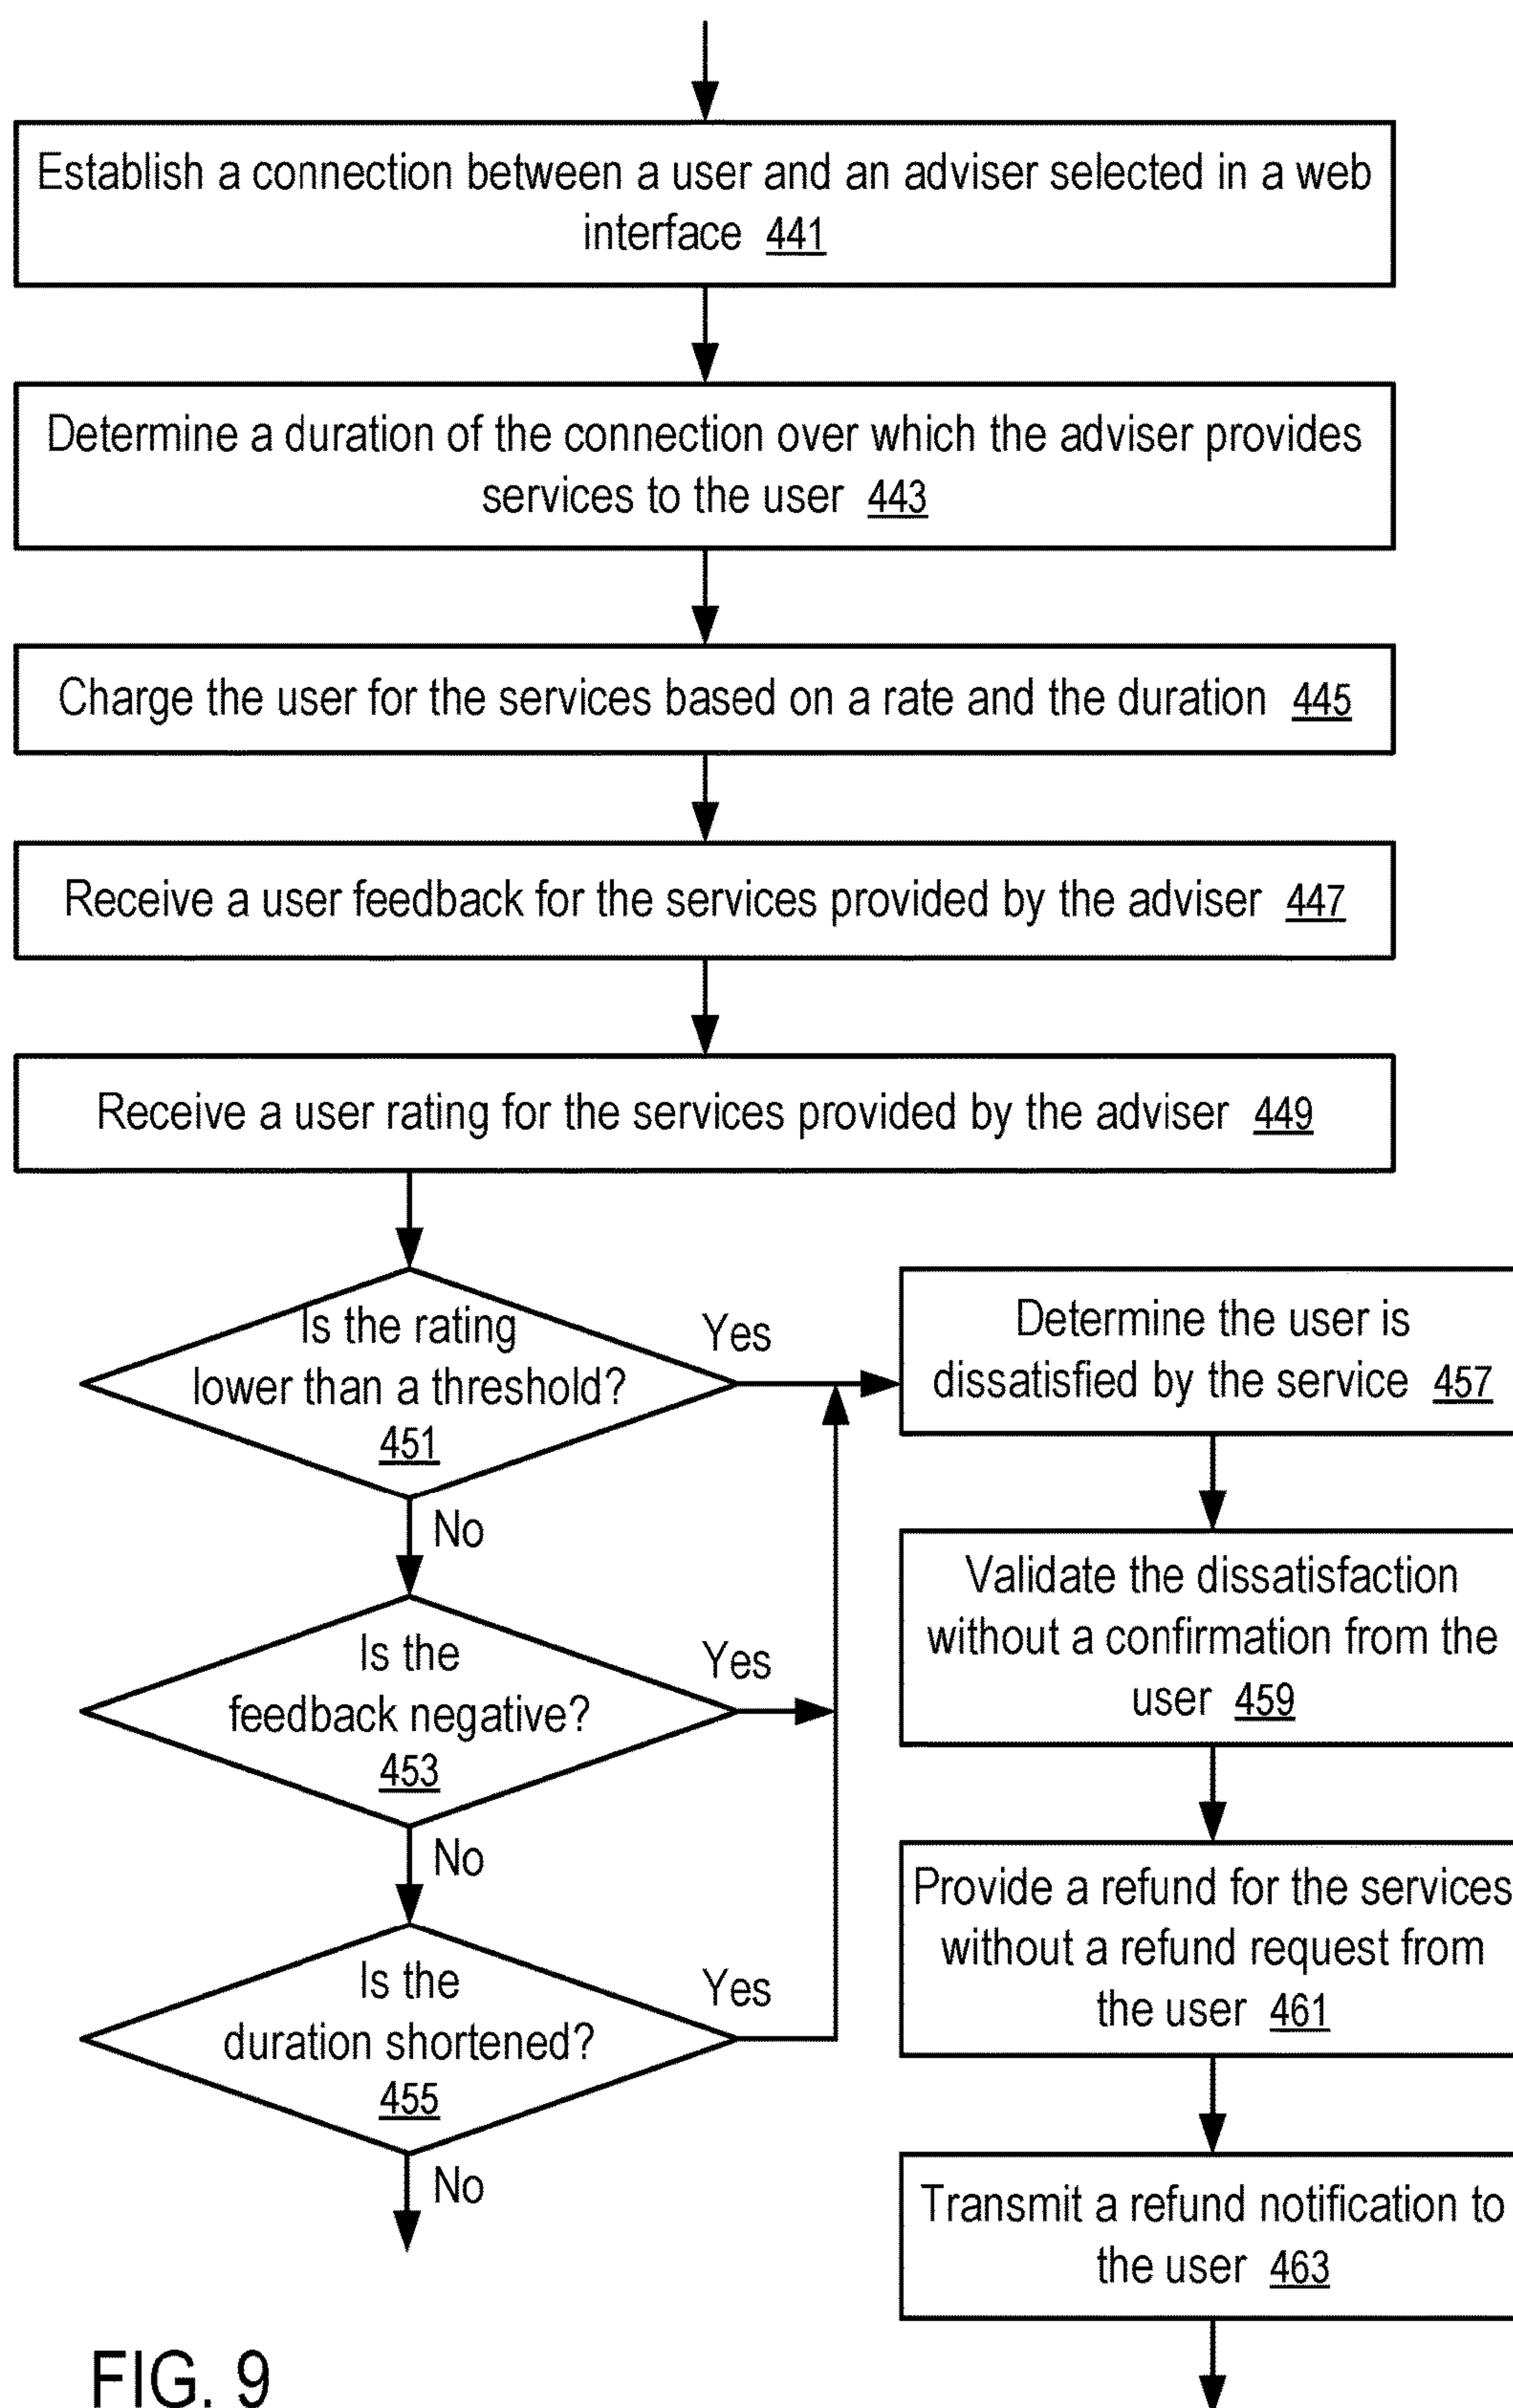 Establish a connection between a user and an adviser selected in a web
interface 441
Determine a duration of the connection over which the adviser provides
services to the user 443
Charge the user for the services based on a rate and the duration 445
Receive a user feedback for the services provided by the adviser 447
Receive a user rating for the services provided by the adviser 449
Is the rating
lower than a threshold?
451
Yes
No
Determine the user is
dissatisfied by the service 457
Is the
feedback negative?
453
Yes
No
Validate the dissatisfaction
without a confirmation from the
user 459
Is the
duration shortened?
455
Yes
No
Provide a refund for the services
without a refund request from
the user 461
Transmit a refund notification to
the user 463
FIG. 9